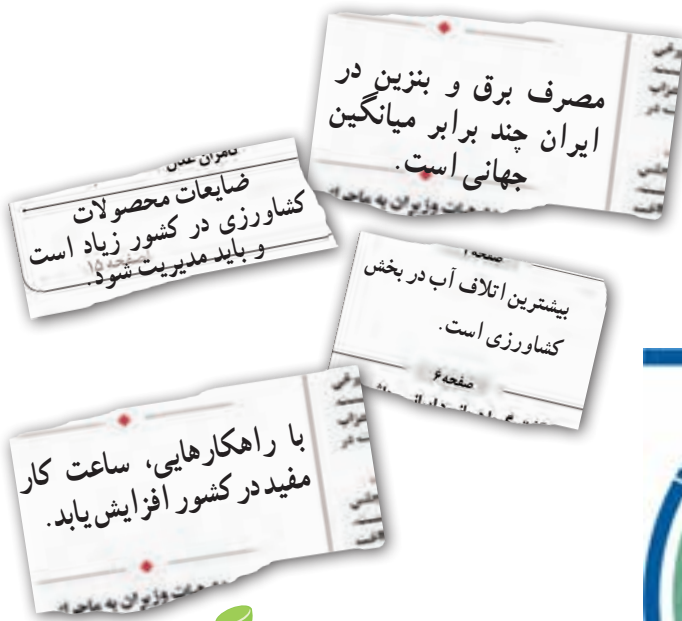 مصرف برق و بنزین در
ایران چند برابر میانگین
جهانی است.
ضایعات محصولات
کشاورزی در کشور زیاد است
و باید مدیریت شود.
صفحه ۱۵
بیشترین اتلاف آب در بخش
کشاورزی است.
صفحه ۶
با راهکارهایی، ساعت کار
مفید در کشور افزایش یابد.